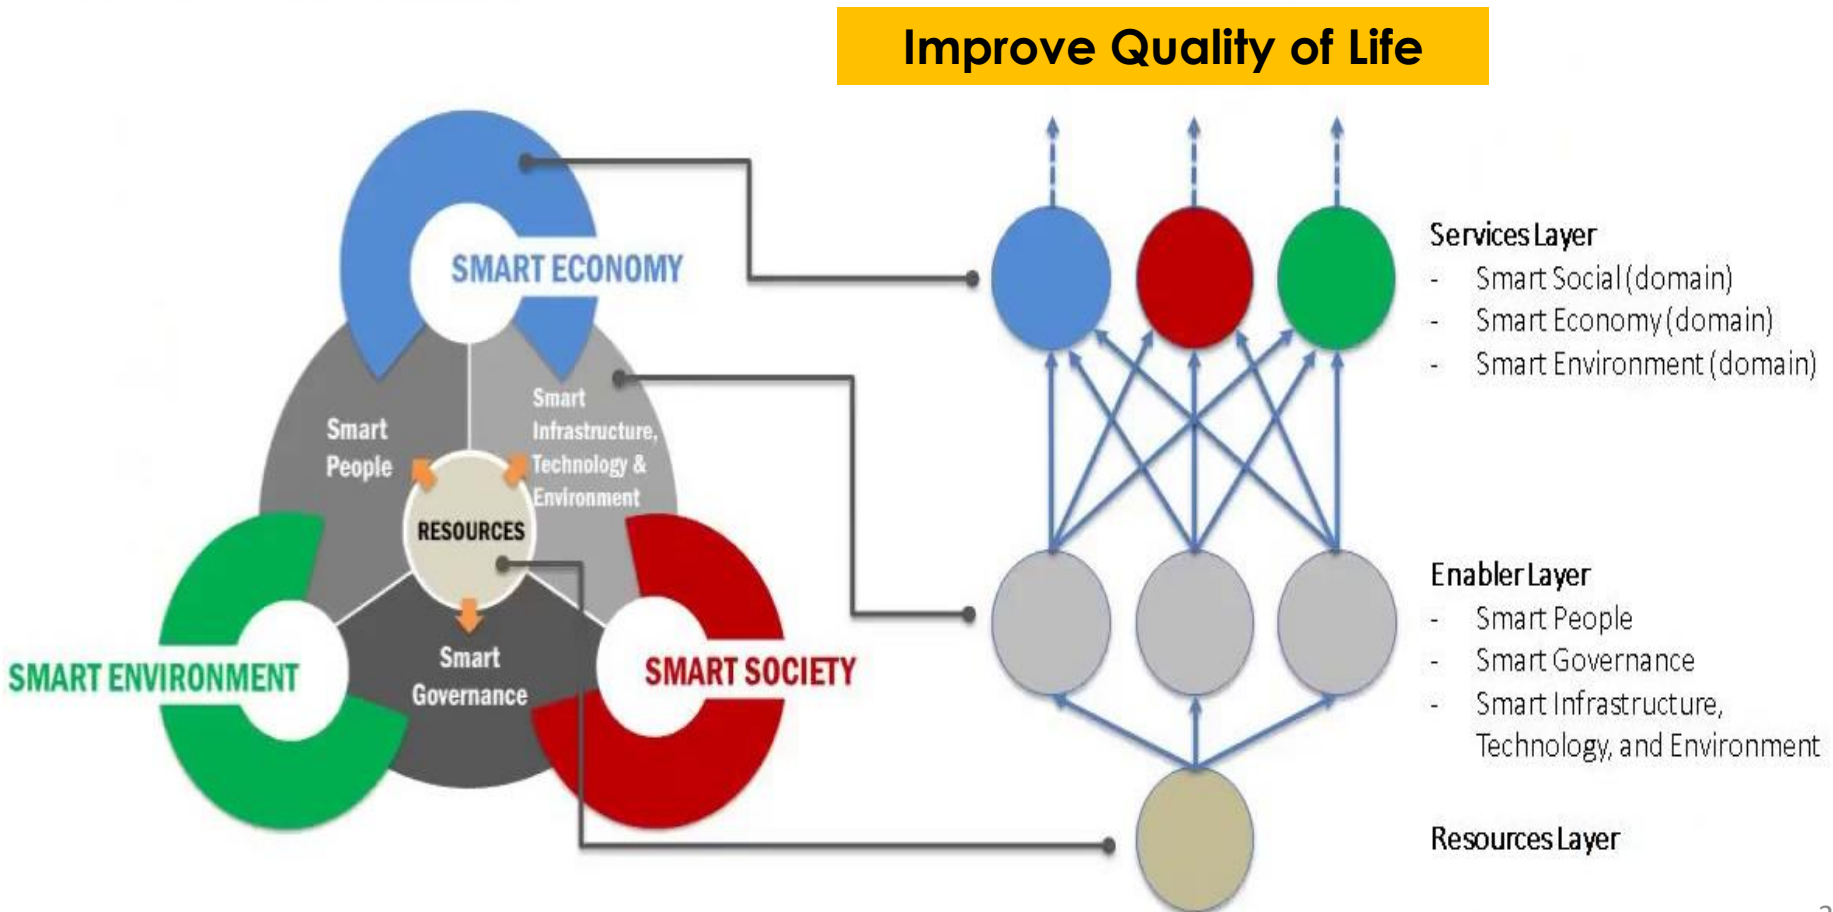 Improve Quality of Life
SMART ECONOMY
Smart
People
Smart
Infrastructure,
Technology &
Environment
RESOURCES
Smart
Governance
SMART ENVIRONMENT
SMART SOCIETY
Services Layer
- Smart Social (domain)
- Smart Economy (domain)
- Smart Environment (domain)
Enabler Layer
- Smart People
- Smart Governance
- Smart Infrastructure,
Technology, and Environment
Resources Layer